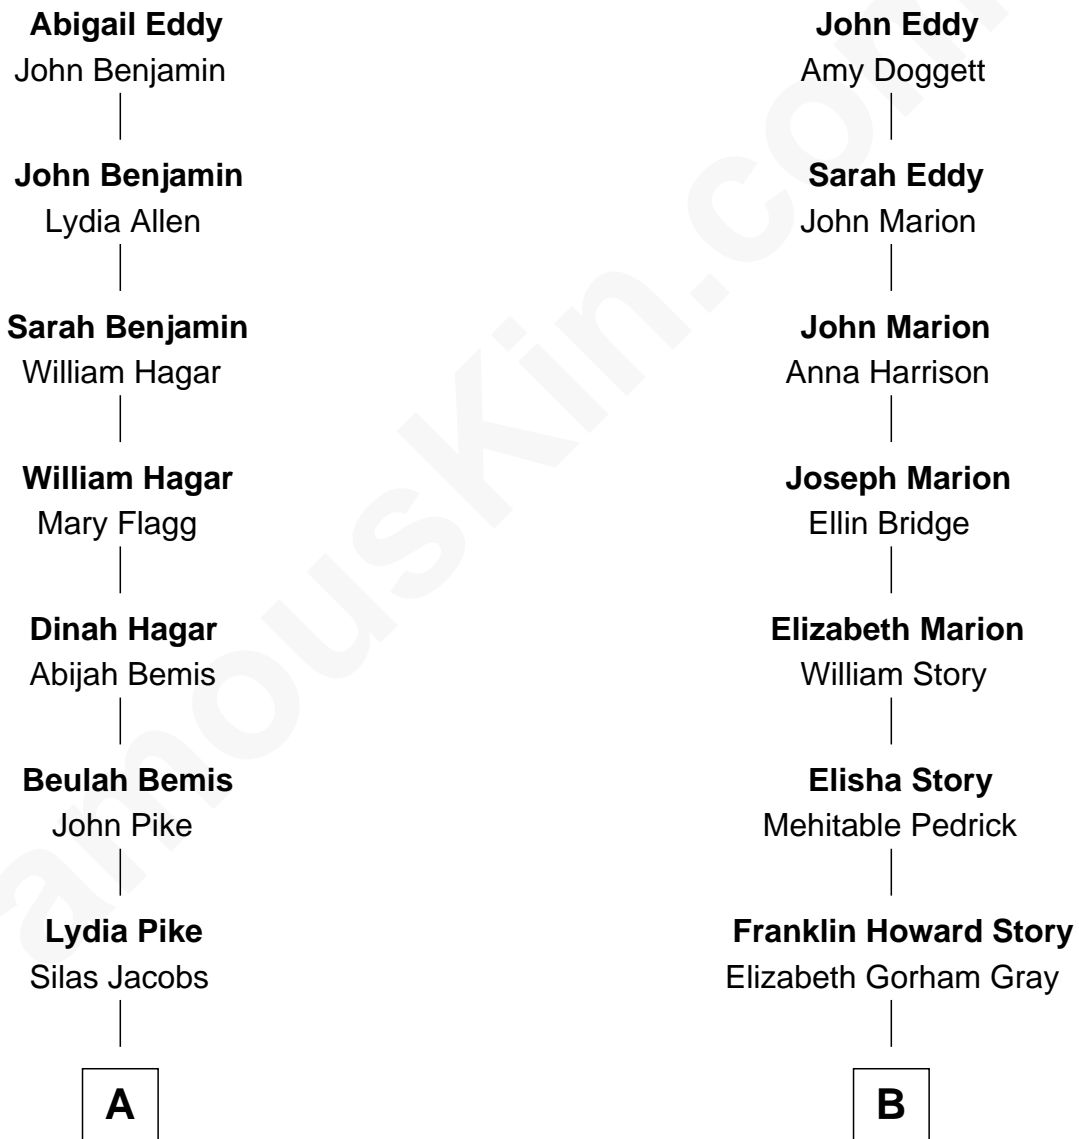 Abigail Eddy
John Benjamin
John Benjamin
Lydia Allen
Sarah Benjamin
William Hagar
William Hagar
Mary Flagg
Dinah Hagar
Abijah Bemis
Beulah Bemis
John Pike
Lydia Pike
Silas Jacobs
A
John Eddy
Amy Doggett
Sarah Eddy
John Marion
John Marion
Anna Harrison
Joseph Marion
Ellin Bridge
Elizabeth Marion
William Story
Elisha Story
Mehitable Pedrick
Franklin Howard Story
Elizabeth Gorham Gray
B
amousKin.com